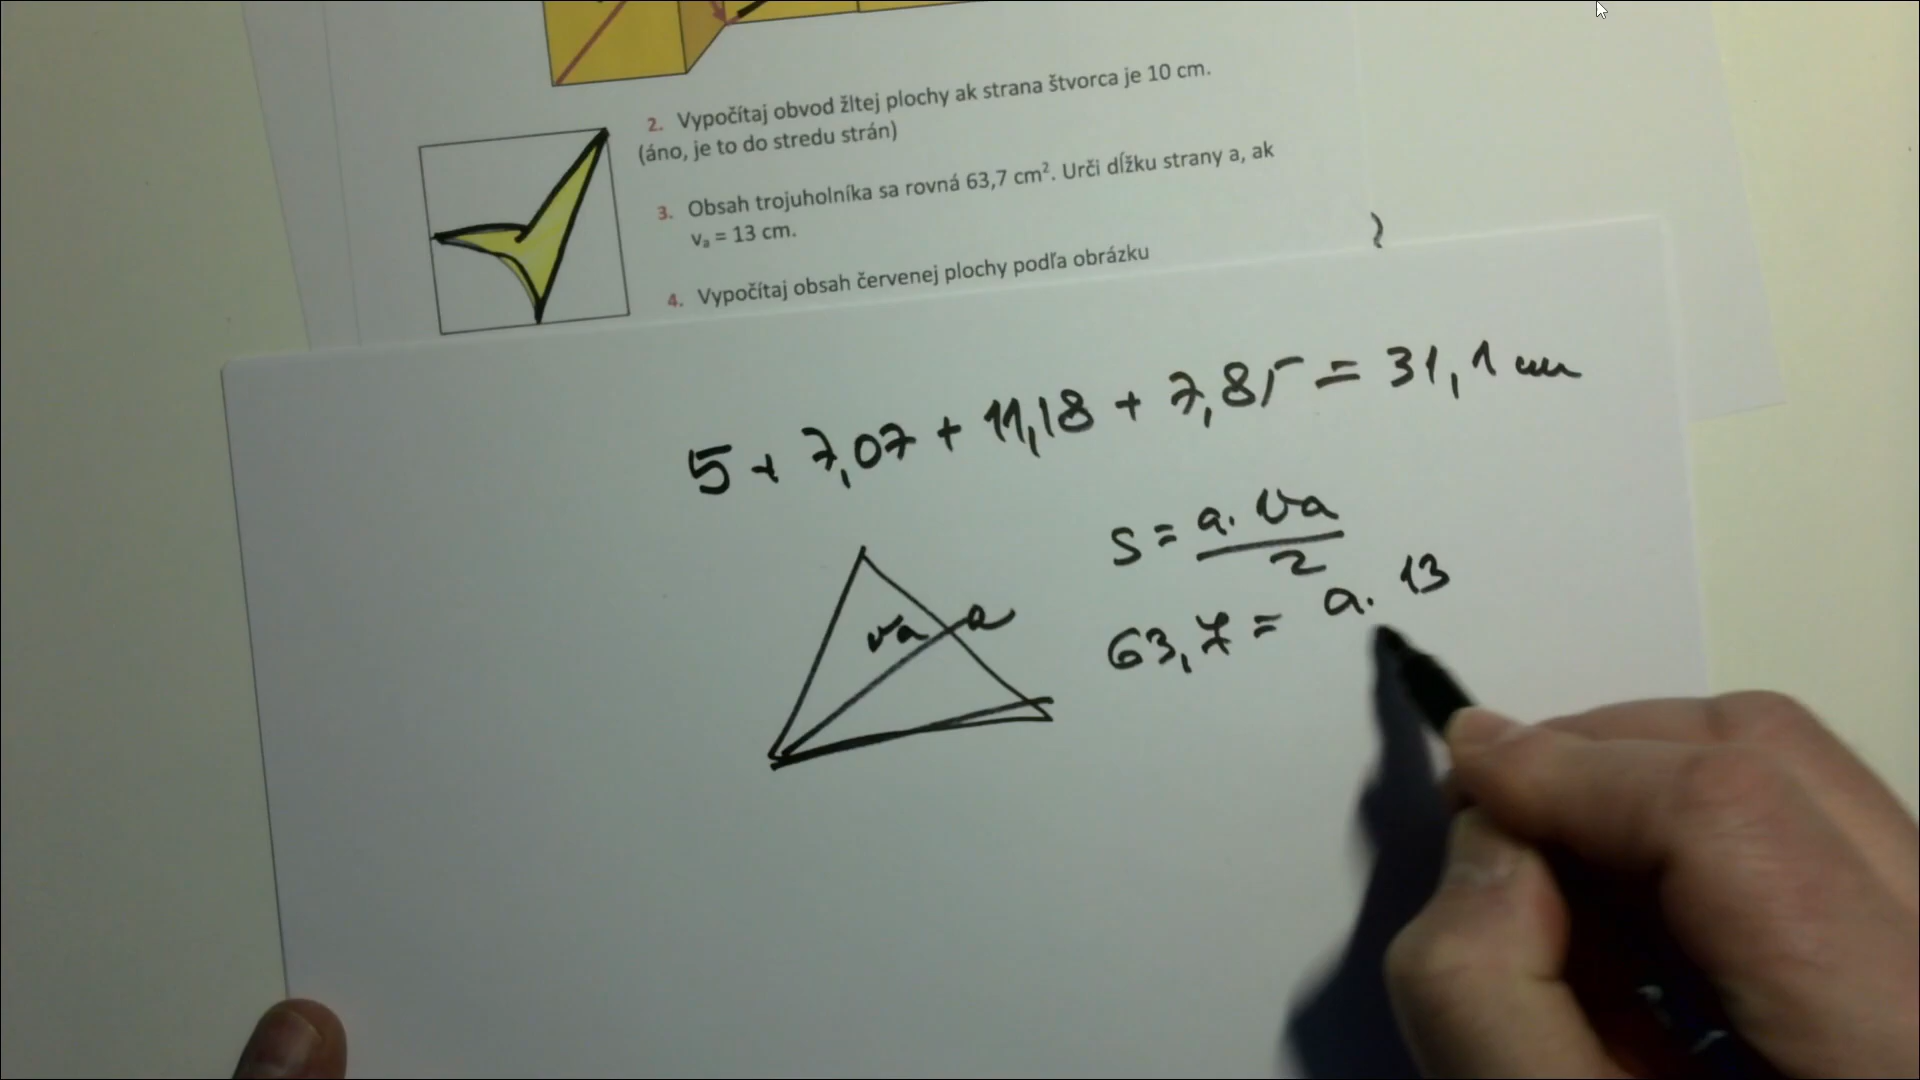 2. Vypočítaj obvod žltej plochy ak strana štvorca je 10 cm.
(áno, je to do stredu strán)
3. Obsah trojuholníka sa rovná 63,7 cm². Urči dĺžku strany a, ak
vₐ = 13 cm.
4. Vypočítaj obsah červenej plochy podľa obrázku
5 + 7,07 + 11,18 + 7,85 = 31,1 cm
S = a. va
2
63,7 = a. 13
va a